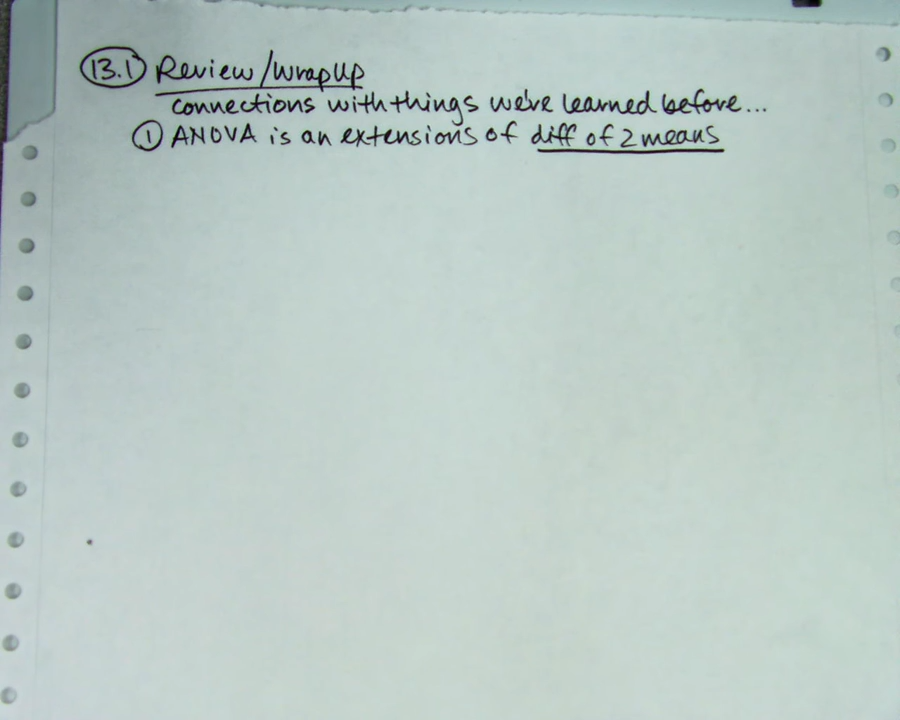 13.1 Review/WrapUp
connections with things we've learned before...
① ANOVA is an extensions of diff of 2 means